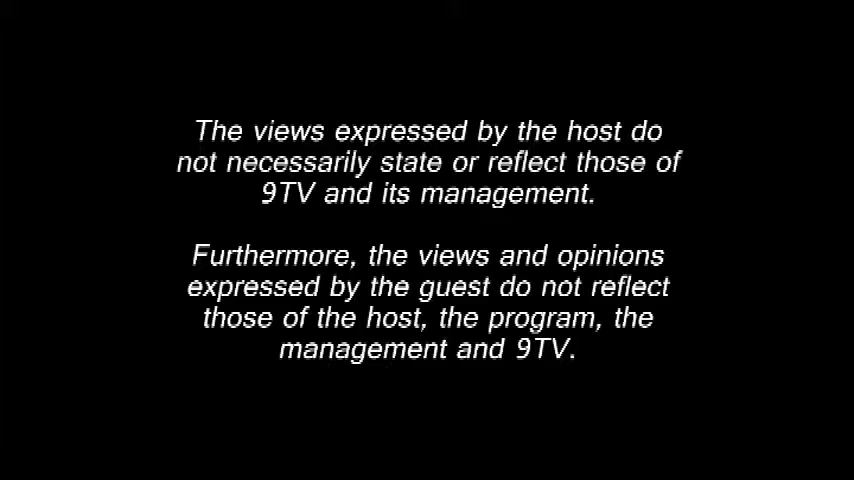 The views expressed by the host do
not necessarily state or reflect those of
9TV and its management.
Furthermore, the views and opinions
expressed by the guest do not reflect
those of the host, the program, the
management and 9TV.